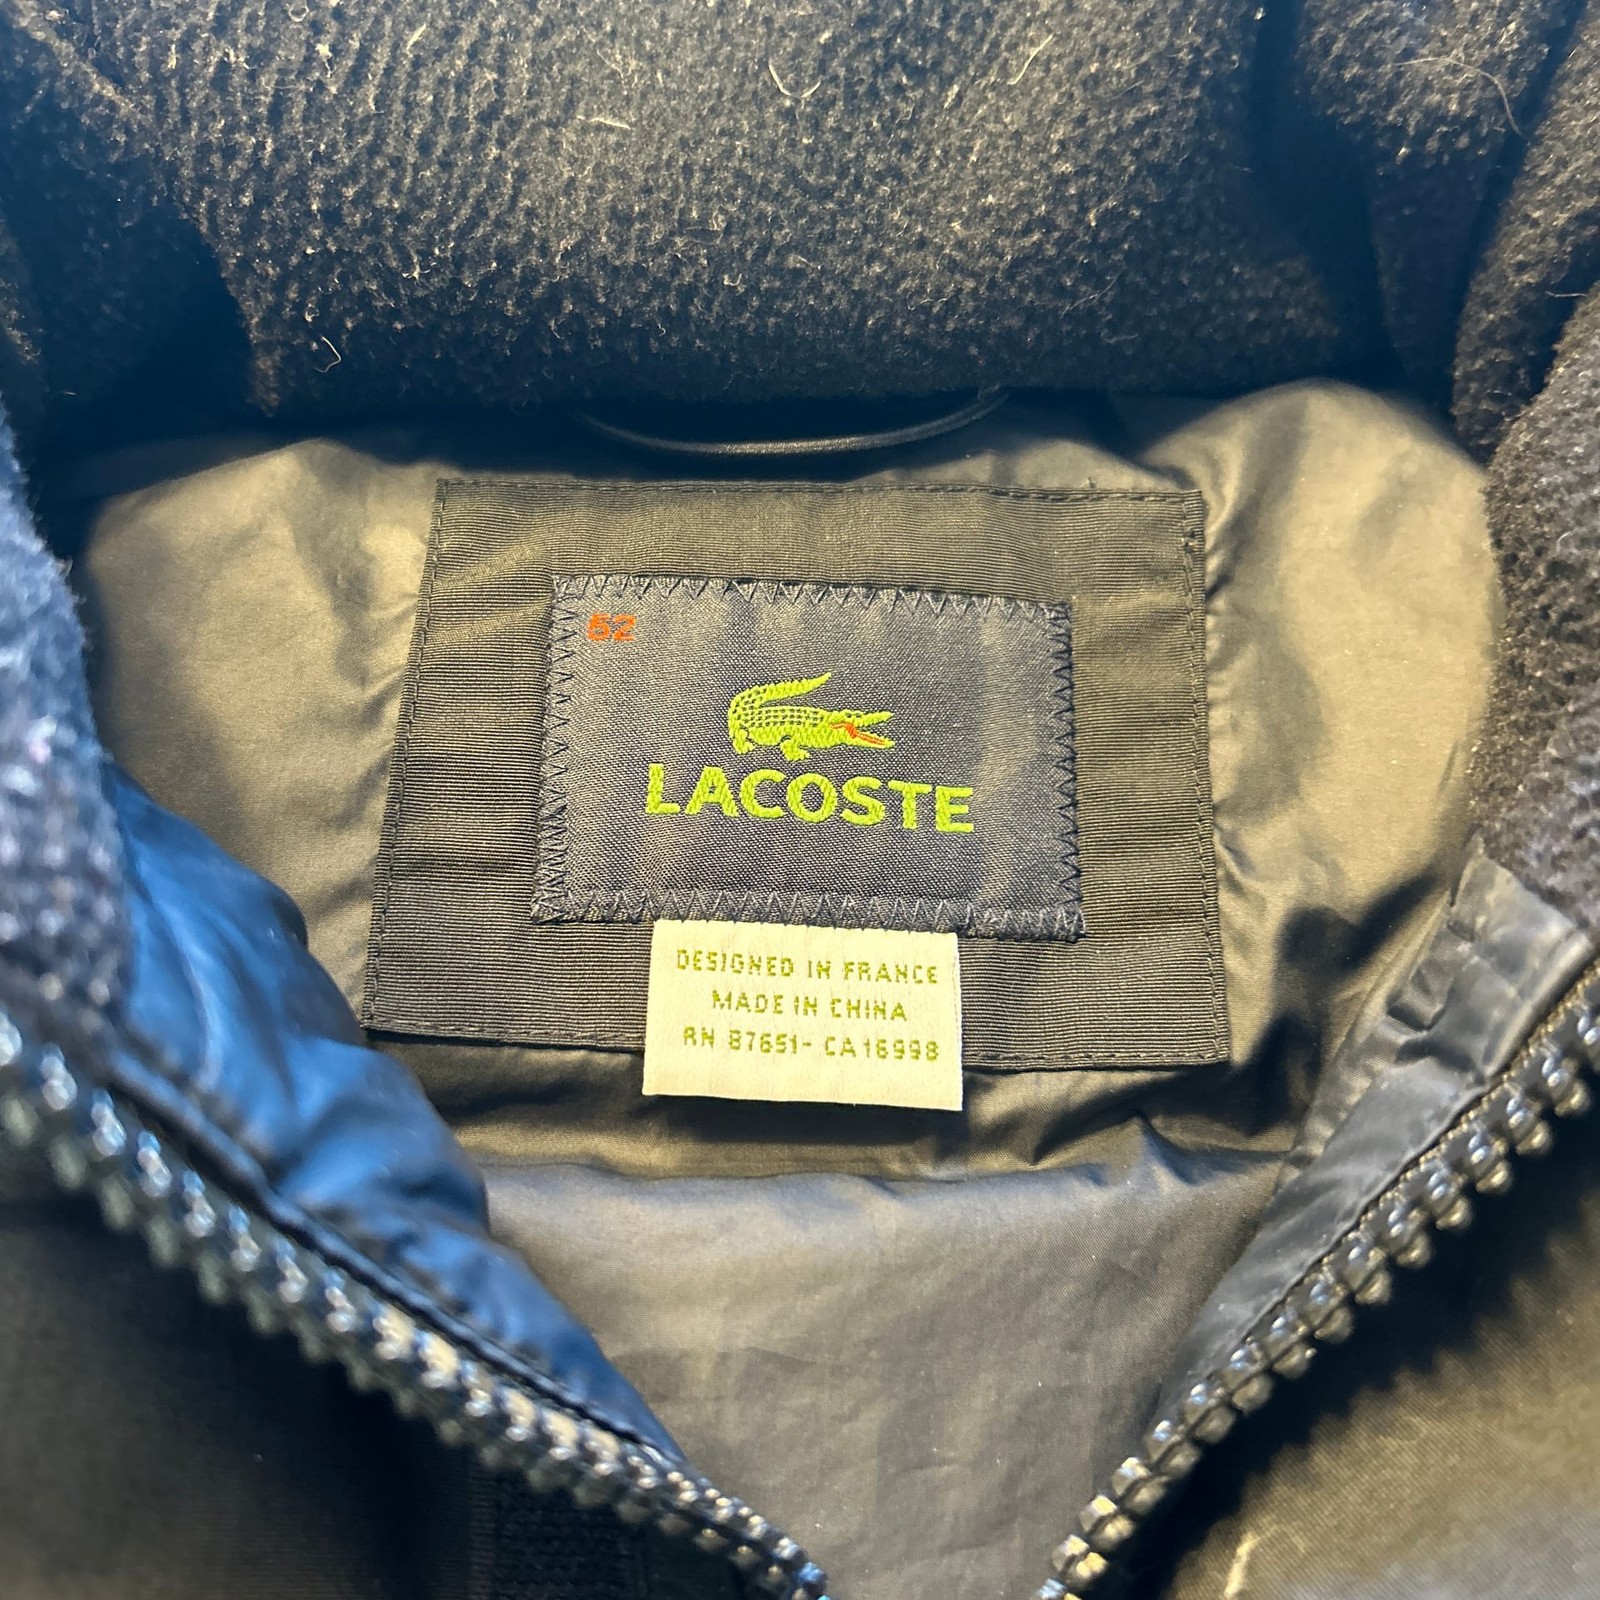 52
LACOSTE
DESIGNED IN FRANCE
MADE IN CHINA
RN 87651- CA16998